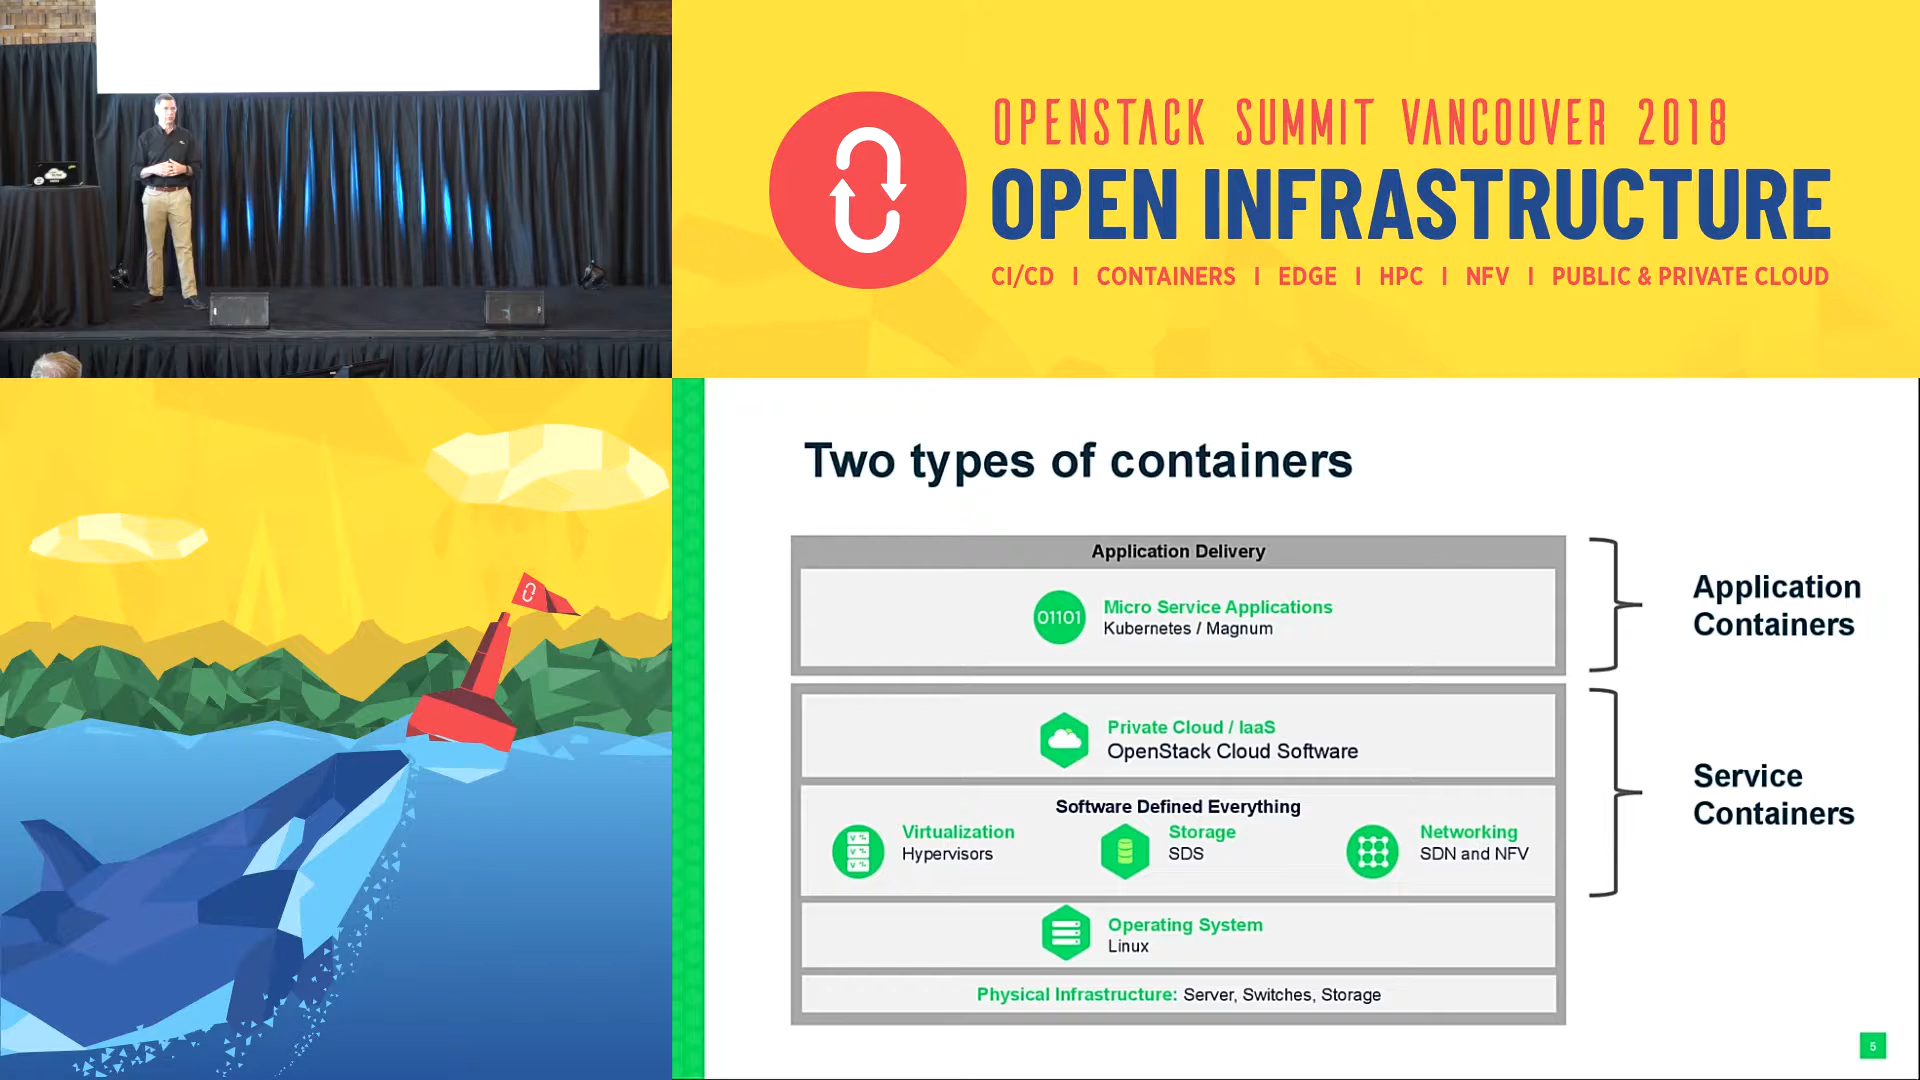 OPENSTACK SUMMIT VANCOUVER 2018
OPEN INFRASTRUCTURE
CI/CD | CONTAINERS | EDGE | HPC | NFV | PUBLIC & PRIVATE CLOUD
Two types of containers
Application Delivery
01101
Micro Service Applications
Kubernetes / Magnum
Application
Containers
Private Cloud / IaaS
OpenStack Cloud Software
Software Defined Everything
Virtualization
Hypervisors
Storage
SDS
Networking
SDN and NFV
Service
Containers
Operating System
Linux
Physical Infrastructure: Server, Switches, Storage
5